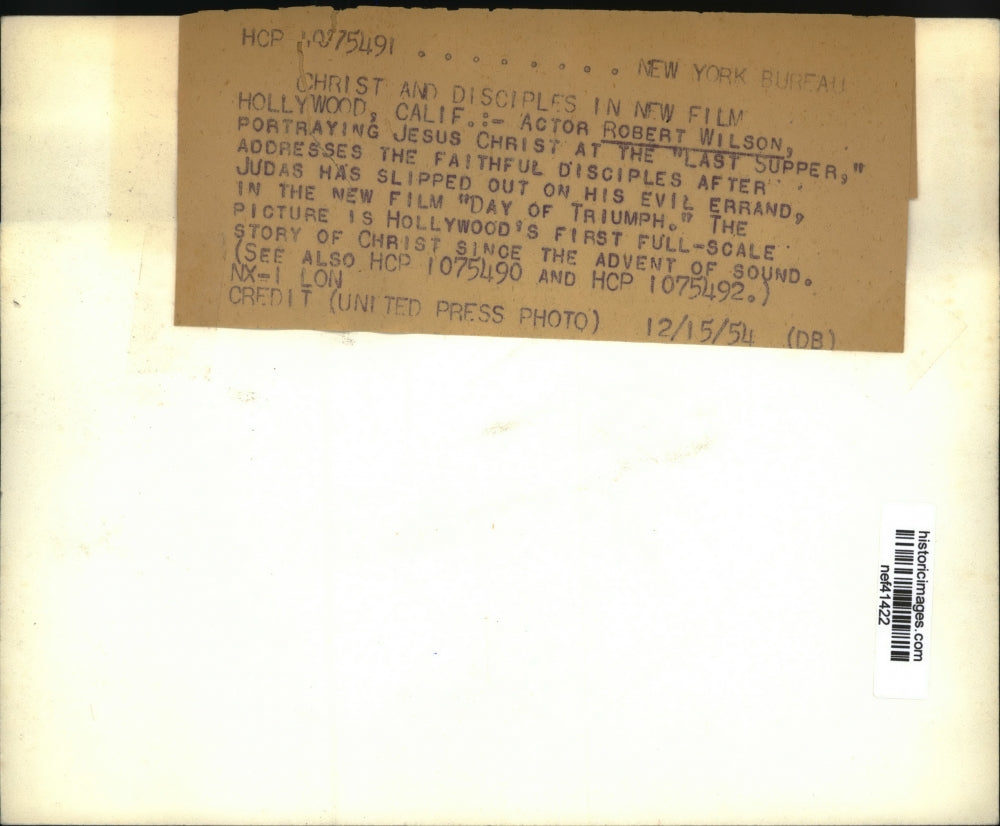 HCP 1075491 . . . . . . . . NEW YORK BUREAU
CHRIST AND DISCIPLES IN NEW FILM
HOLLYWOOD, CALIF.:- ACTOR ROBERT WILSON,
PORTRAYING JESUS CHRIST AT THE "LAST SUPPER,"
ADDRESSES THE FAITHFUL DISCIPLES AFTER
JUDAS HAS SLIPPED OUT ON HIS EVIL ERRAND,
IN THE NEW FILM "DAY OF TRIUMPH." THE
PICTURE IS HOLLYWOOD'S FIRST FULL-SCALE
STORY OF CHRIST SINCE THE ADVENT OF SOUND.
(SEE ALSO HCP 1075490 AND HCP 1075492.)
NX-1 LON
CREDIT (UNITED PRESS PHOTO) 12/15/54 (DB)
historicimages.com
nef41422